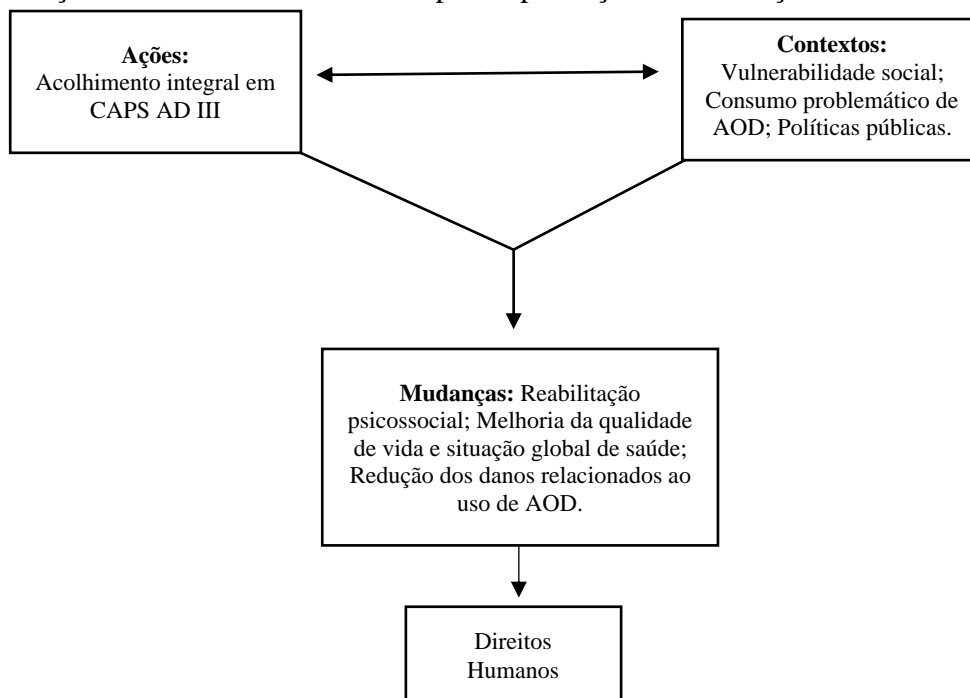 Ações:
Acolhimento integral em
CAPS AD III
Contextos:
Vulnerabilidade social;
Consumo problemático de
AOD; Políticas públicas.
Mudanças: Reabilitação
psicossocial; Melhoria da qualidade
de vida e situação global de saúde;
Redução dos danos relacionados ao
uso de AOD.
Direitos
Humanos